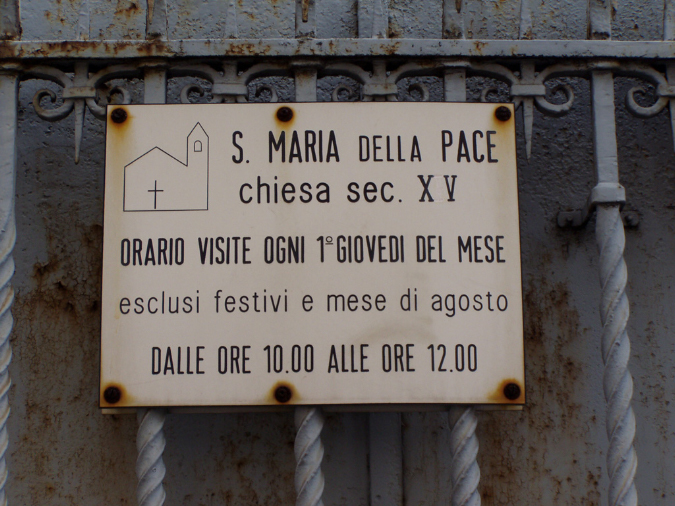 S. MARIA DELLA PACE
chiesa sec. XV
ORARIO VISITE OGNI 1º GIOVEDI DEL MESE
esclusi festivi e mese di agosto
DALLE ORE 10.00 ALLE ORE 12.00